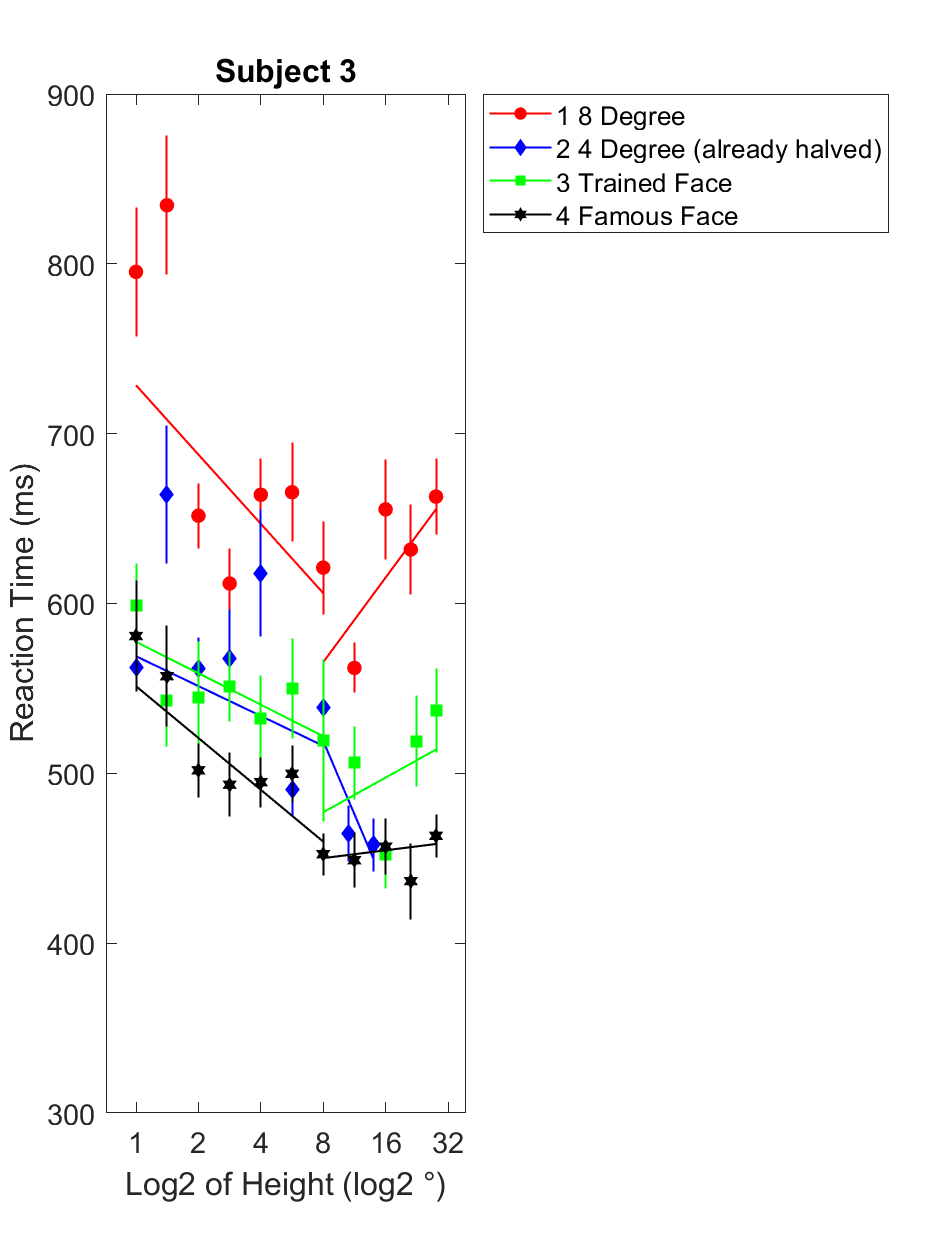 Subject 3
900
800
700
600
500
400
300
Reaction Time (ms)
1 2 4 8 16 32
Log2 of Height (log2 °)
1 8 Degree
2 4 Degree (already halved)
3 Trained Face
4 Famous Face